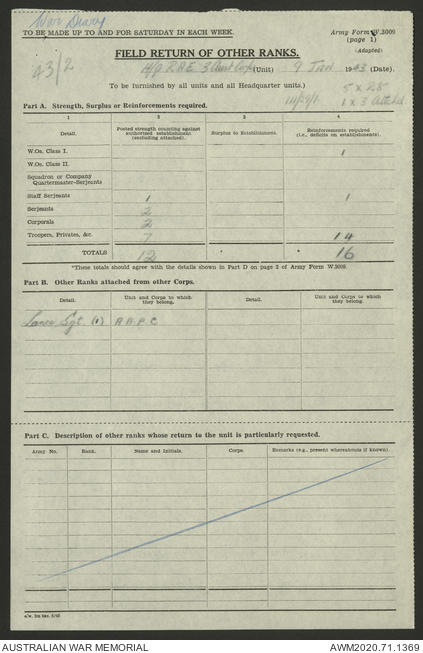 War Diary
TO BE MADE UP TO AND FOR SATURDAY IN EACH WEEK.
Army Form W.3009
(page 1)
(Adapted)
FIELD RETURN OF OTHER RANKS.
H/Q RAE 3 Aust Corps (Unit) 9 JAN 1943 (Date).
To be furnished by all units and all Headquarter units.)
5 x 28
1 x 3 Attached
Part A. Strength, Surplus or Reinforcements required.
1 2 3 4
Detail. Posted strength counting against authorized establishment (excluding attached). Surplus to Establishment. Reinforcements required (i.e., deficits on establishments).
W.Os. Class I. 1
W.Os. Class II.
Squadron or Company
Quartermaster-Serjeants
Staff Serjeants 1 1
Serjeants 2
Corporals 2
Troopers, Privates, &c. 7 14
TOTALS 12 16
*These totals should agree with the details shown in Part D on page 2 of Army Form W.3009.
Part B. Other Ranks attached from other Corps.
Detail. Unit and Corps to which they belong. Detail. Unit and Corps to which they belong.
Lance Sgt. (1) A A P C
Part C. Description of other ranks whose return to the unit is particularly requested.
Army No. Rank. Name and Initials. Corps. Remarks (e.g., present whereabouts if known).
AUSTRALIAN WAR MEMORIAL
AWM2020.71.1369